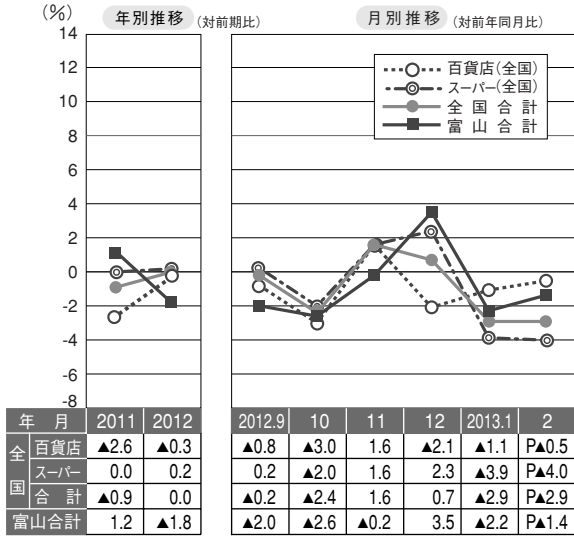 (%)
年別推移 (対前期比)
月別推移 (対前年同月比)
14
12
10
8
6
4
2
0
-2
-4
-6
-8
百貨店(全国)
スーパー(全国)
全国合計
富山合計
年 月 2011 2012 2012.9 10 11 12 2013.1 2
全国 百貨店 ▲2.6 ▲0.3 ▲0.8 ▲3.0 1.6 ▲2.1 ▲1.1 P▲0.5
スーパー 0.0 0.2 0.2 ▲2.0 1.6 2.3 ▲3.9 P▲4.0
合計 ▲0.9 0.0 ▲0.2 ▲2.4 1.6 0.7 ▲2.9 P▲2.9
富山合計 1.2 ▲1.8 ▲2.0 ▲2.6 ▲0.2 3.5 ▲2.2 P▲1.4